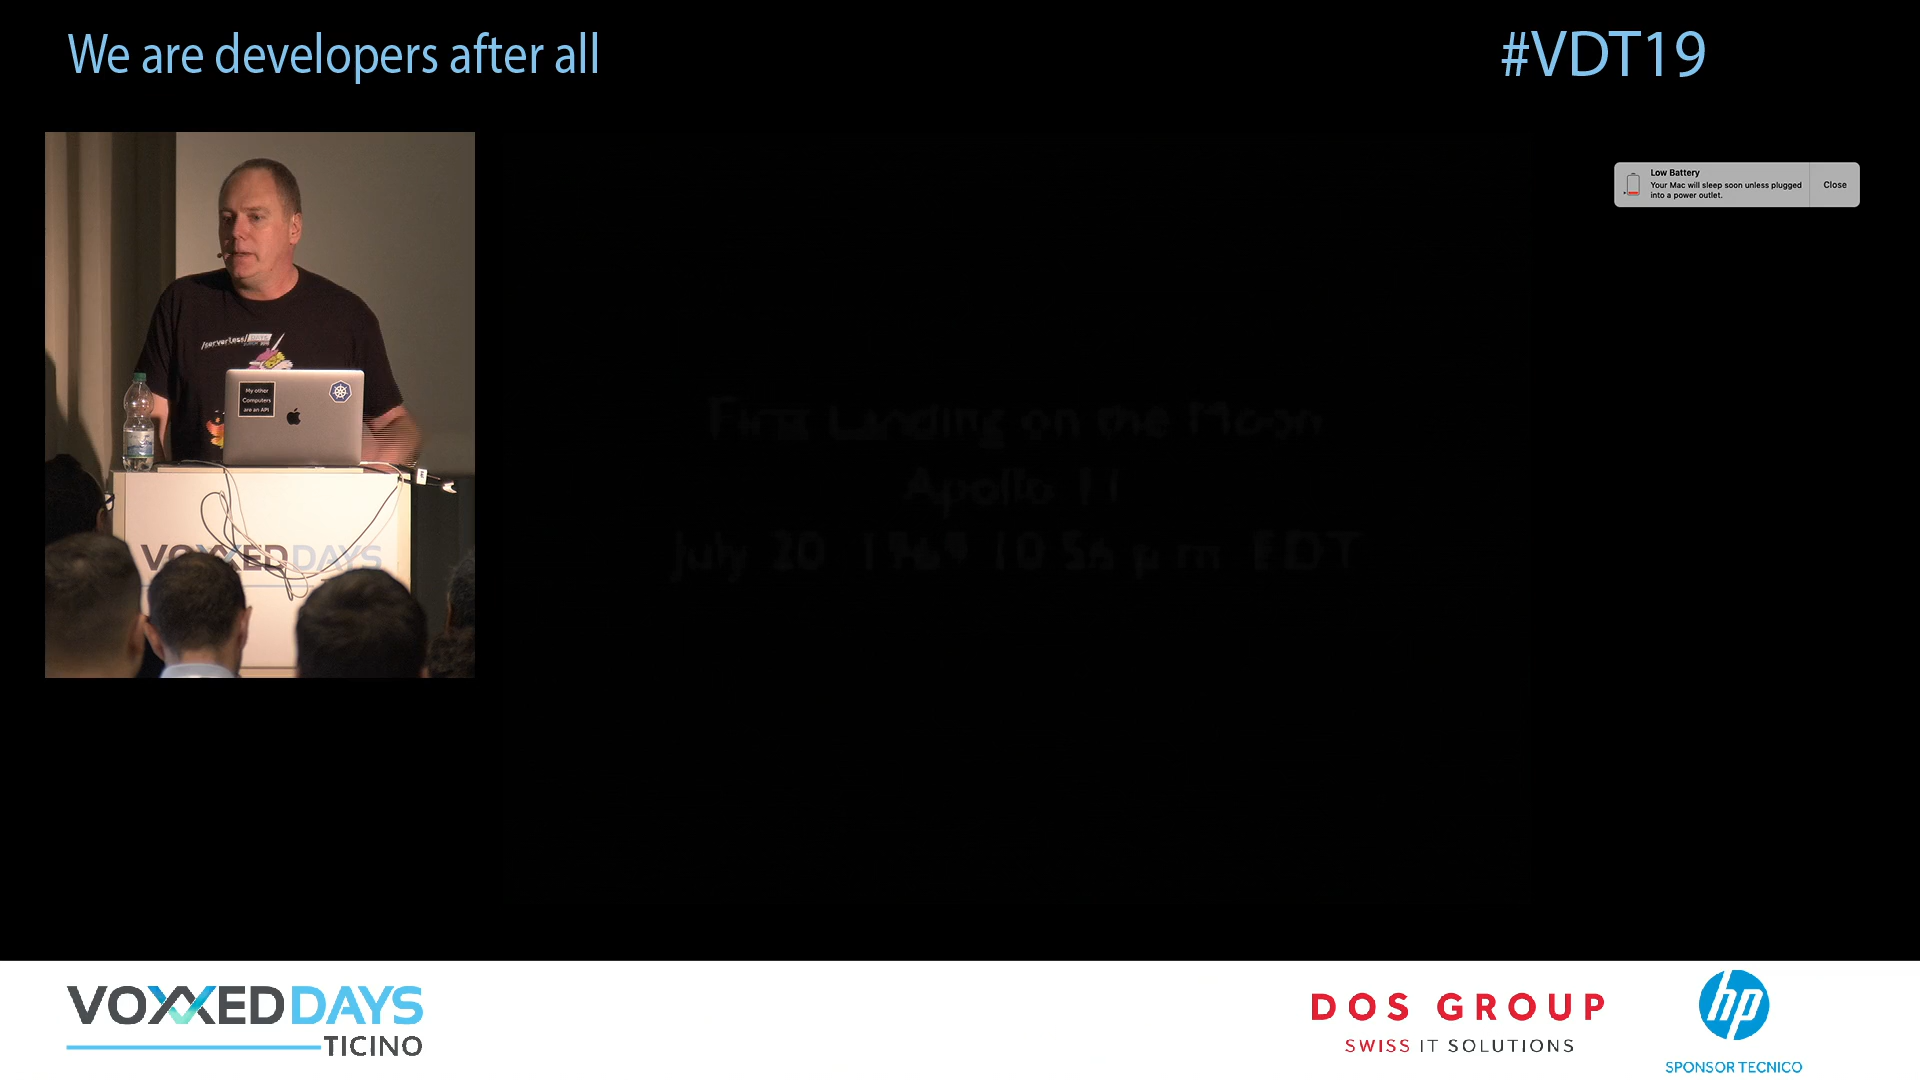 We are developers after all
#VDT19
Low Battery
Your Mac will sleep soon unless plugged
into a power outlet.
Close
/serverless/
My other
Computers
are an API
VOXXED DAYS
First Landing on the Moon
Apollo 11
July 20 1969 10 56 p m EDT
VOXXED DAYS
TICINO
DOS GROUP
SWISS IT SOLUTIONS
hp
SPONSOR TECNICO